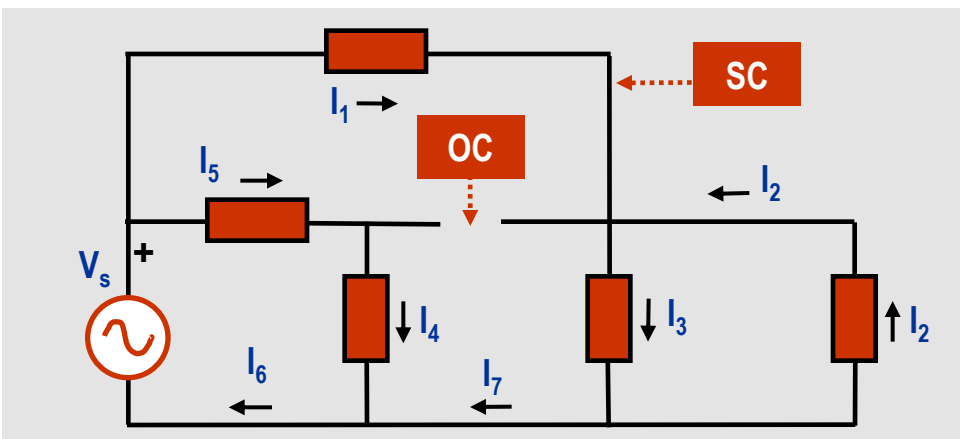 SC
I₁
OC
I₅
I₂
+
Vₛ
I₄
I₃
I₂
I₆
I₇